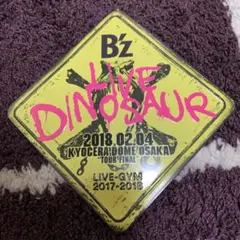 B'z
LIVE
DINOSAUR
2018.02.04
KYOCERA DOME OSAKA
"TOUR FINAL"
LIVE-GYM
2017-2018